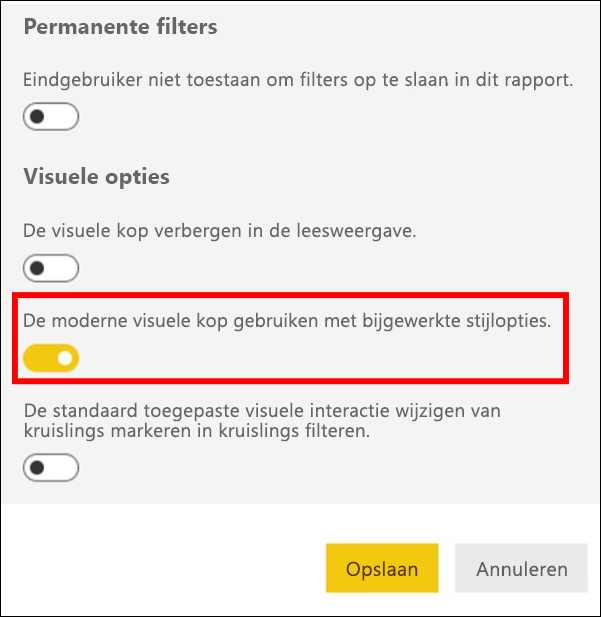 Permanente filters
Eindgebruiker niet toestaan om filters op te slaan in dit rapport.
Visuele opties
De visuele kop verbergen in de leesweergave.
De moderne visuele kop gebruiken met bijgewerkte stijlopties.
De standaard toegepaste visuele interactie wijzigen van
kruislings markeren in kruislings filteren.
Opslaan
Annuleren